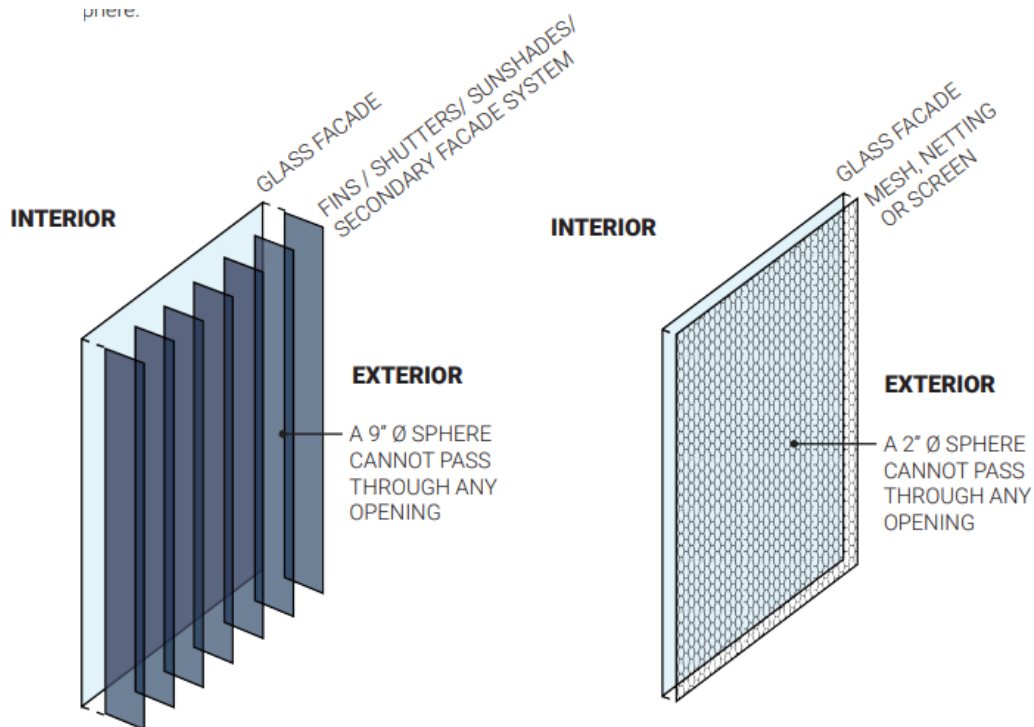 phere.
GLASS FACADE
FINS / SHUTTERS/ SUNSHADES/
SECONDARY FACADE SYSTEM
INTERIOR
EXTERIOR
A 9" Ø SPHERE
CANNOT PASS
THROUGH ANY
OPENING
GLASS FACADE
MESH, NETTING
OR SCREEN
INTERIOR
EXTERIOR
A 2" Ø SPHERE
CANNOT PASS
THROUGH ANY
OPENING